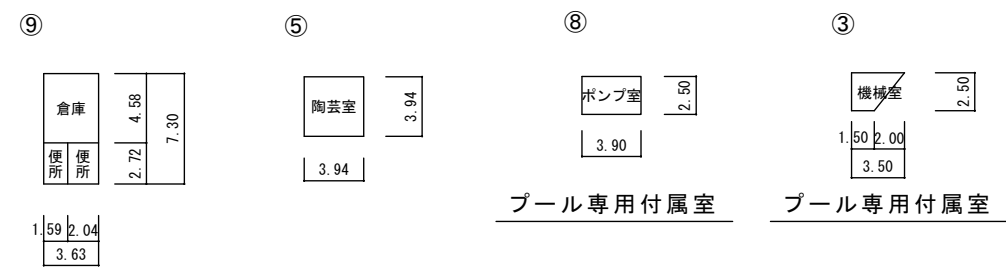 ⑨
倉庫
便所
便所
4.58
2.72
7.30
1.59
2.04
3.63
⑤
陶芸室
3.94
3.94
⑧
ポンプ室
2.50
3.90
プール専用付属室
③
機械室
2.50
1.50
2.00
3.50
プール専用付属室